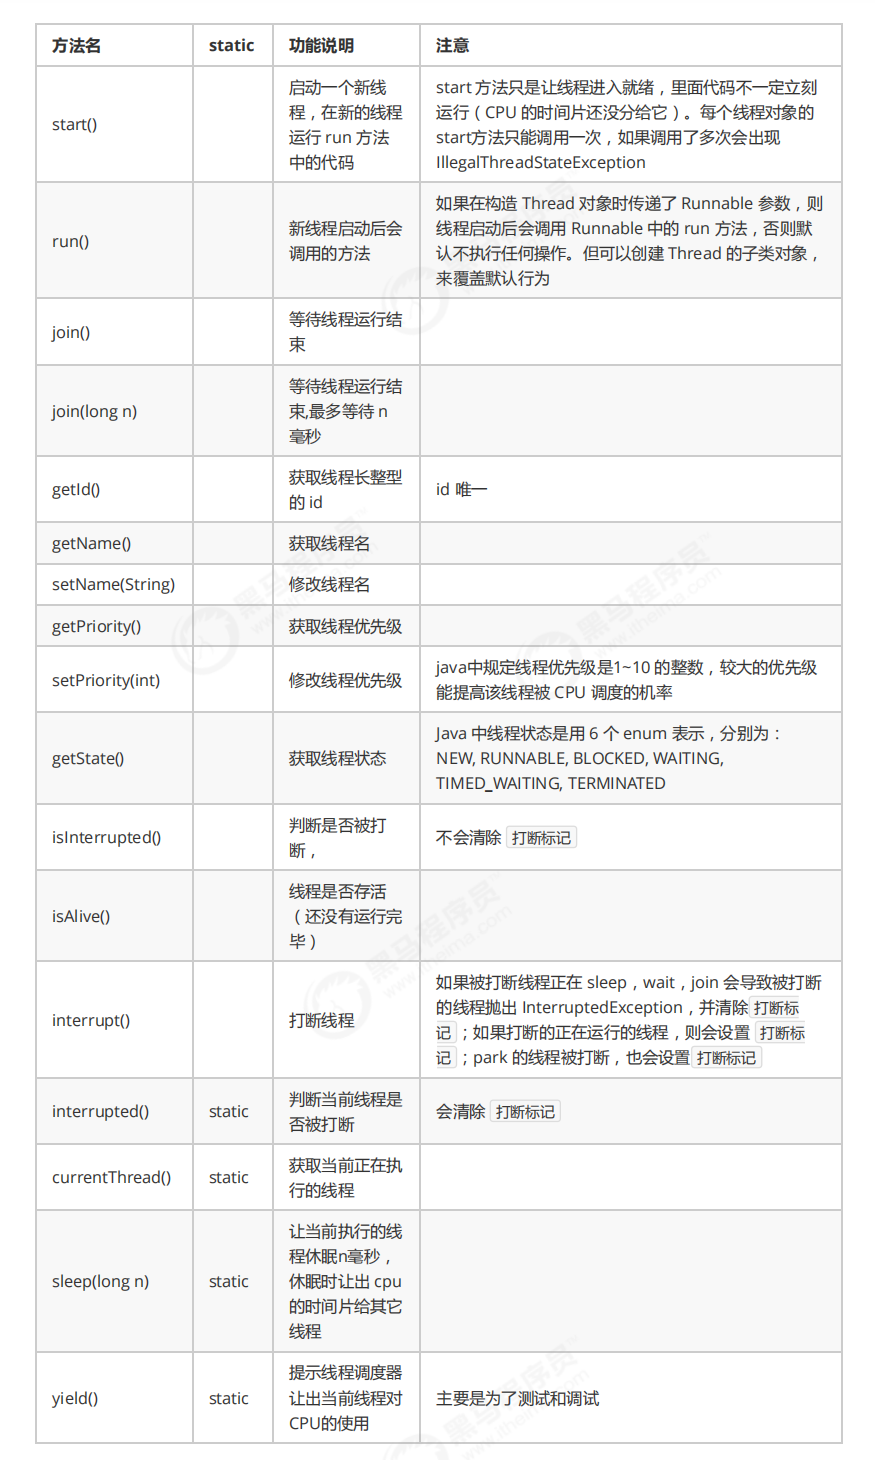 方法名 static 功能说明 注意
start() 启动一个新线程，在新的线程运行 run 方法中的代码 start 方法只是让线程进入就绪，里面代码不一定立刻运行（CPU 的时间片还没分给它）。每个线程对象的start方法只能调用一次，如果调用了多次会出现 IllegalThreadStateException
run() 新线程启动后会调用的方法 如果在构造 Thread 对象时传递了 Runnable 参数，则线程启动后会调用 Runnable 中的 run 方法，否则默认不执行任何操作。但可以创建 Thread 的子类对象，来覆盖默认行为
join() 等待线程运行结束
join(long n) 等待线程运行结束,最多等待 n 毫秒
getId() 获取线程长整型的 id id 唯一
getName() 获取线程名
setName(String) 修改线程名
getPriority() 获取线程优先级
setPriority(int) 修改线程优先级 java中规定线程优先级是1~10 的整数，较大的优先级能提高该线程被 CPU 调度的机率
getState() 获取线程状态 Java 中线程状态是用 6 个 enum 表示，分别为：NEW, RUNNABLE, BLOCKED, WAITING, TIMED_WAITING, TERMINATED
isInterrupted() 判断是否被打断， 不会清除 打断标记
isAlive() 线程是否存活（还没有运行完毕）
interrupt() 打断线程 如果被打断线程正在 sleep，wait，join 会导致被打断的线程抛出 InterruptedException，并清除 打断标记 ；如果打断的正在运行的线程，则会设置 打断标记 ；park 的线程被打断，也会设置 打断标记
interrupted() static 判断当前线程是否被打断 会清除 打断标记
currentThread() static 获取当前正在执行的线程
sleep(long n) static 让当前执行的线程休眠n毫秒，休眠时让出 cpu 的时间片给其它线程
yield() static 提示线程调度器让出当前线程对CPU的使用 主要是为了测试和调试
黑马程序员
www.itheima.com